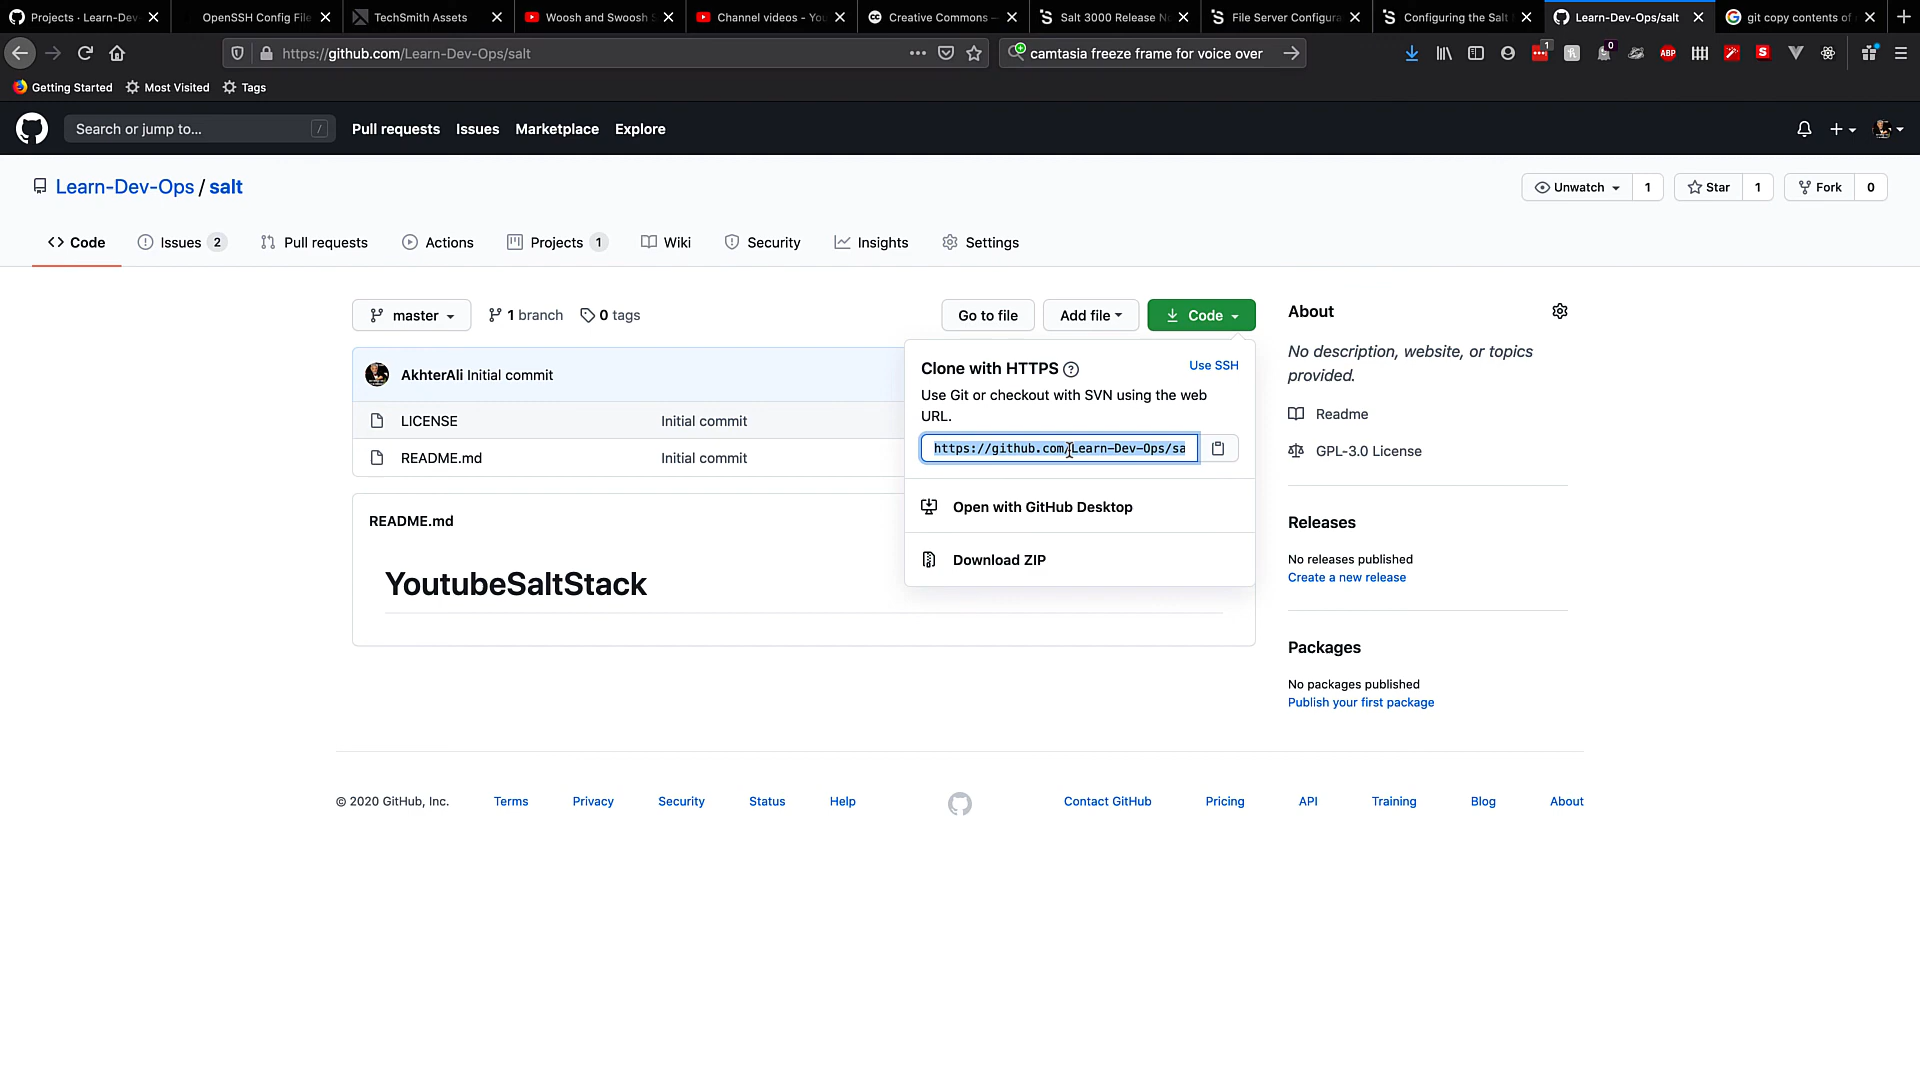 Projects · Learn-Dev
OpenSSH Config File
TechSmith Assets
Woosh and Swoosh S
Channel videos - You
Creative Commons —
Salt 3000 Release No
File Server Configura
Configuring the Salt
Learn-Dev-Ops/salt
git copy contents of
https://github.com/Learn-Dev-Ops/salt
camtasia freeze frame for voice over
1
0
ABP
S
Getting Started
Most Visited
Tags
Search or jump to...
/
Pull requests
Issues
Marketplace
Explore
Learn-Dev-Ops / salt
Unwatch
1
Star
1
Fork
0
Code
Issues 2
Pull requests
Actions
Projects 1
Wiki
Security
Insights
Settings
master
1 branch
0 tags
Go to file
Add file
Code
AkhterAli Initial commit
LICENSE
Initial commit
README.md
Initial commit
Clone with HTTPS
Use SSH
Use Git or checkout with SVN using the web
URL.
https://github.com/Learn-Dev-Ops/sa
Open with GitHub Desktop
Download ZIP
README.md
YoutubeSaltStack
About
No description, website, or topics
provided.
Readme
GPL-3.0 License
Releases
No releases published
Create a new release
Packages
No packages published
Publish your first package
© 2020 GitHub, Inc.
Terms
Privacy
Security
Status
Help
Contact GitHub
Pricing
API
Training
Blog
About